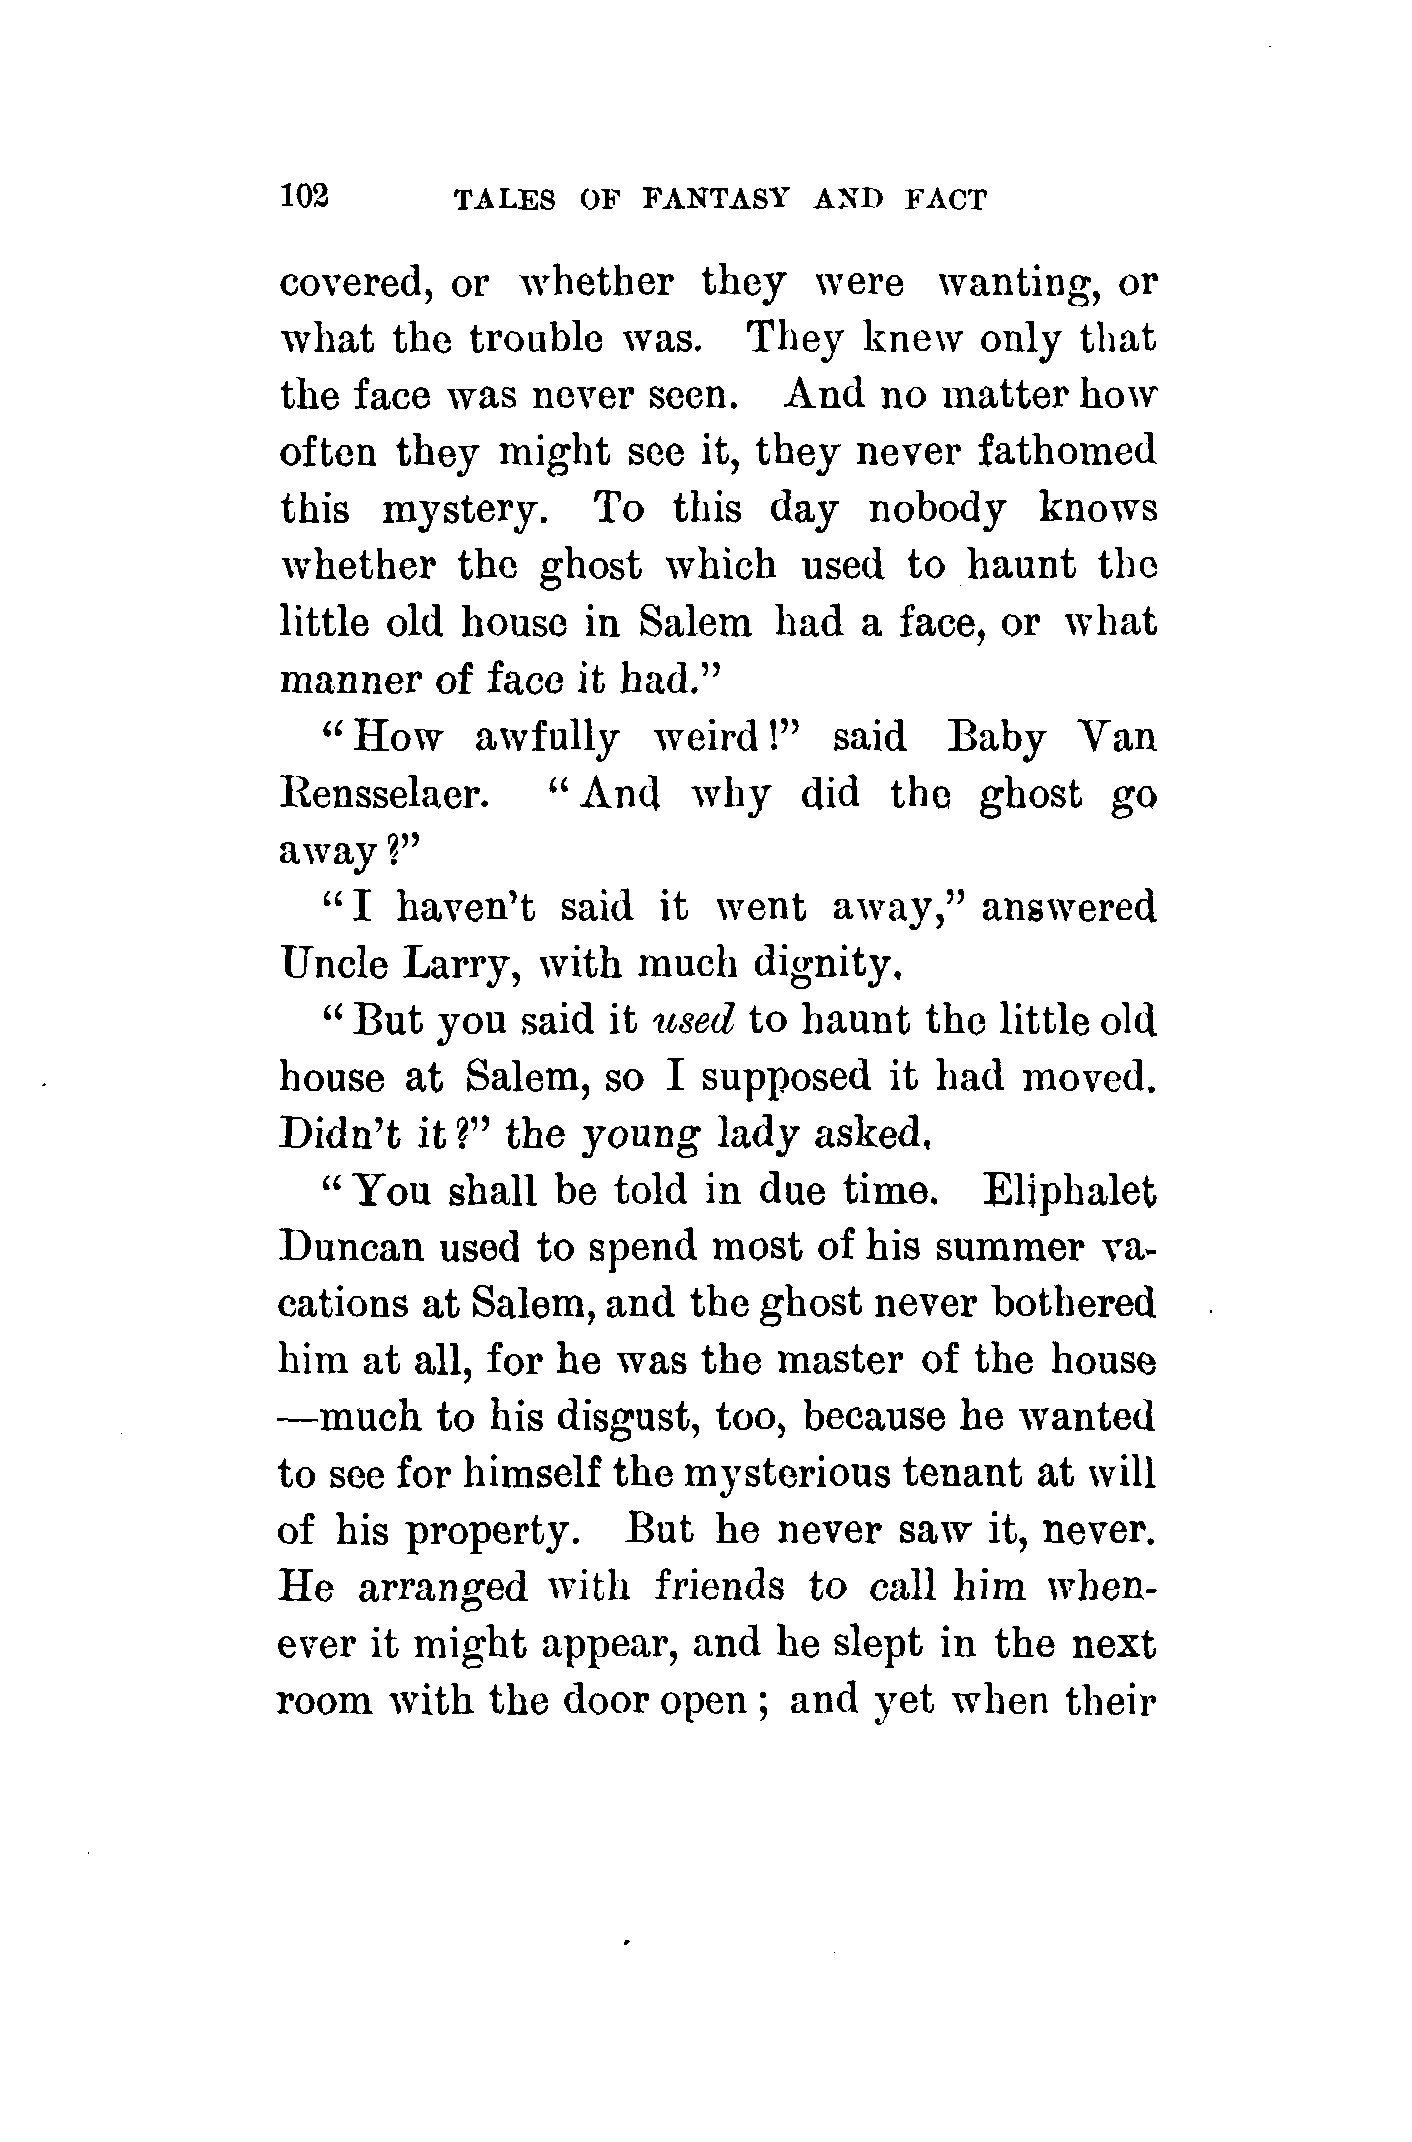 102 TALES OF FANTASY AND FACT
covered, or whether they were wanting, or
what the trouble was. They knew only that
the face was never seen. And no matter how
often they might see it, they never fathomed
this mystery. To this day nobody knows
whether the ghost which used to haunt the
little old house in Salem had a face, or what
manner of face it had."
"How awfully weird!" said Baby Van
Rensselaer. "And why did the ghost go
away?"
"I haven't said it went away," answered
Uncle Larry, with much dignity.
"But you said it used to haunt the little old
house at Salem, so I supposed it had moved.
Didn't it?" the young lady asked.
"You shall be told in due time. Eliphalet
Duncan used to spend most of his summer va-
cations at Salem, and the ghost never bothered
him at all, for he was the master of the house
—much to his disgust, too, because he wanted
to see for himself the mysterious tenant at will
of his property. But he never saw it, never.
He arranged with friends to call him when-
ever it might appear, and he slept in the next
room with the door open; and yet when their